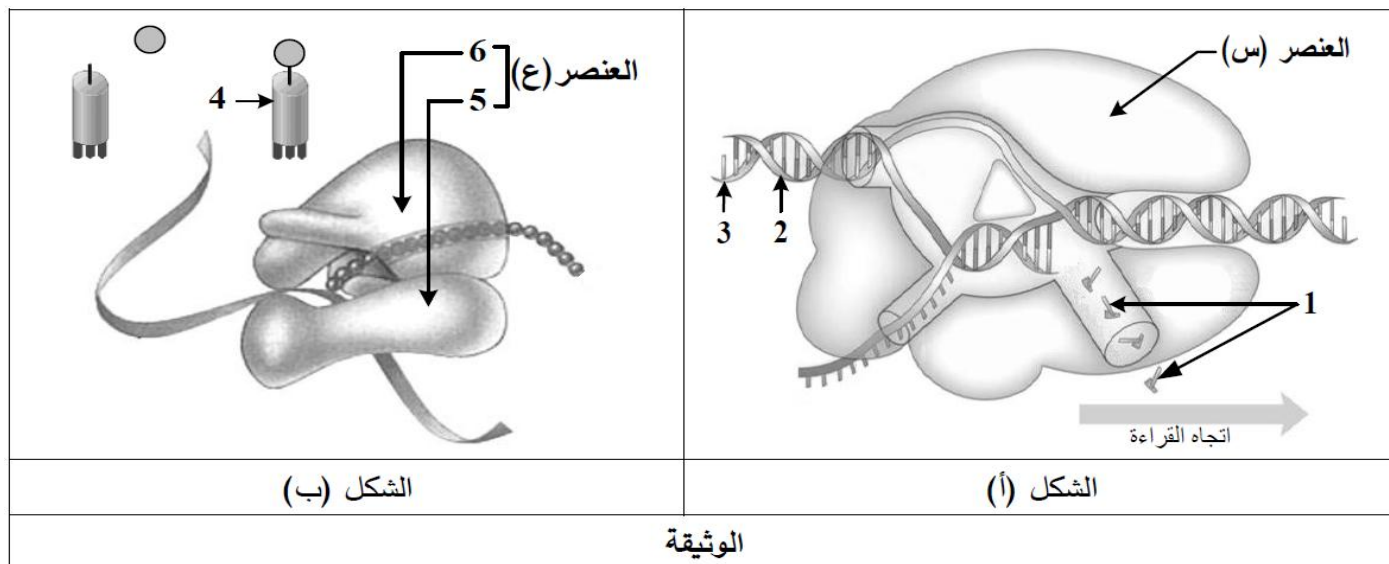 العنصر (س)
3
2
1
اتجاه القراءة
الشكل (أ)
6
5
العنصر(ع)
4
الشكل (ب)
الوثيقة